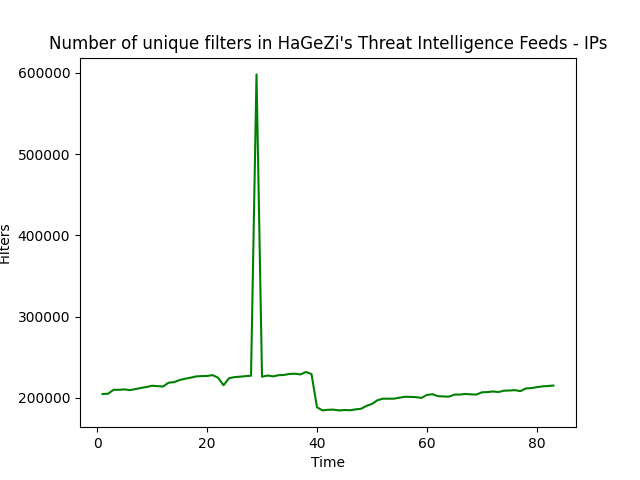 Number of unique filters in HaGeZi's Threat Intelligence Feeds - IPs
600000
500000
400000
300000
200000
Filters
0 20 40 60 80
Time